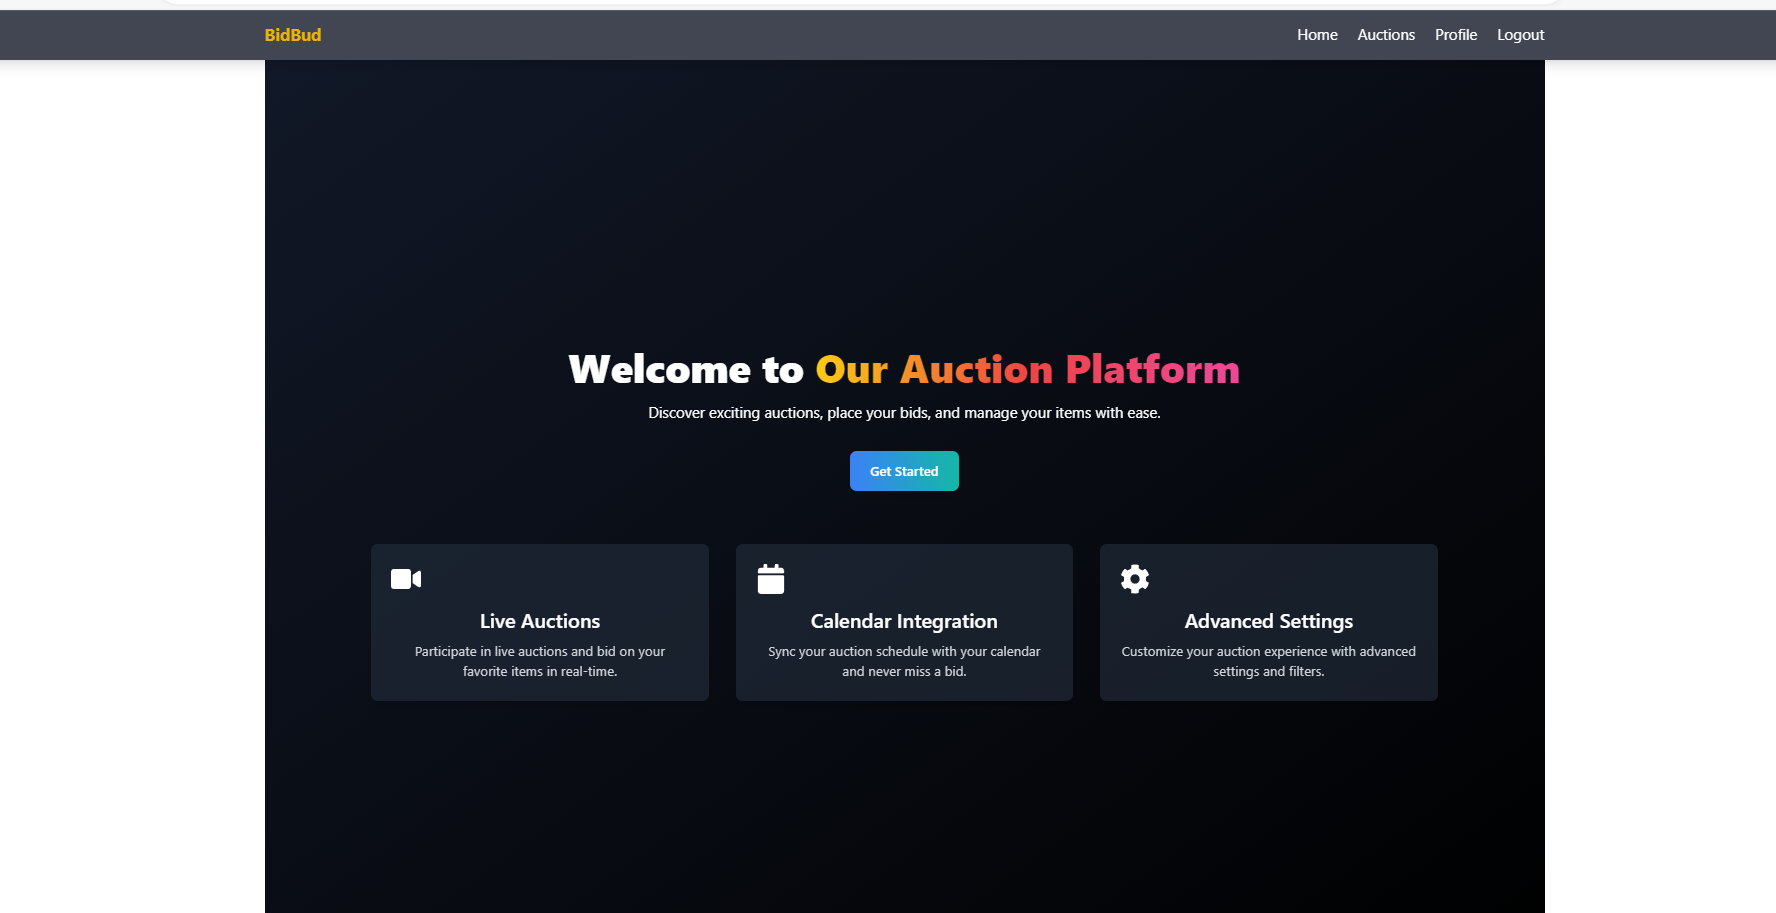 BidBud
Home Auctions Profile Logout
Welcome to Our Auction Platform
Discover exciting auctions, place your bids, and manage your items with ease.
Get Started
Live Auctions
Participate in live auctions and bid on your
favorite items in real-time.
Calendar Integration
Sync your auction schedule with your calendar
and never miss a bid.
Advanced Settings
Customize your auction experience with advanced
settings and filters.